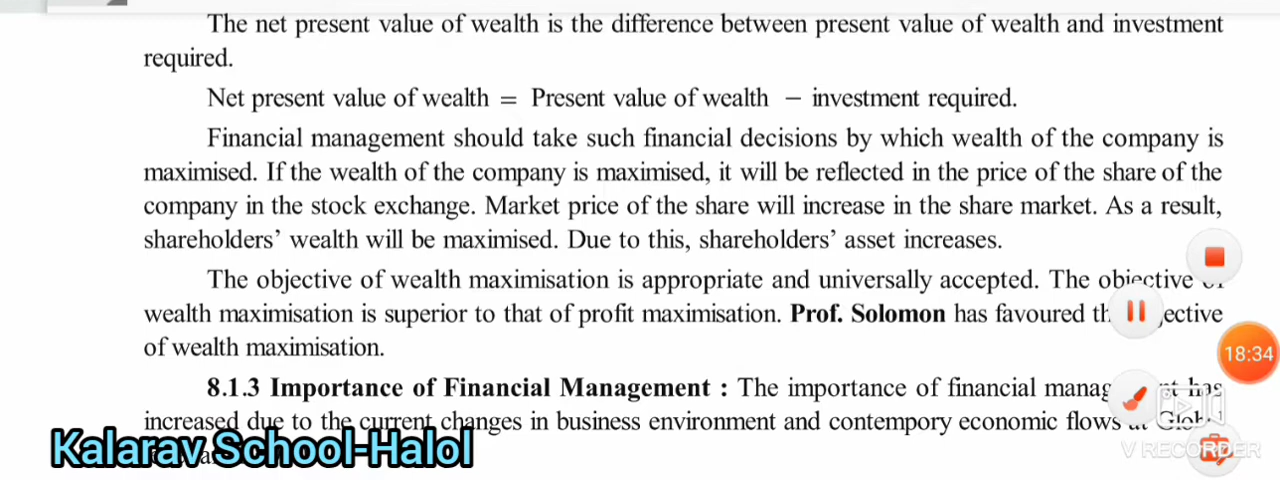 The net present value of wealth is the difference between present value of wealth and investment
required.
Net present value of wealth = Present value of wealth − investment required.
Financial management should take such financial decisions by which wealth of the company is
maximised. If the wealth of the company is maximised, it will be reflected in the price of the share of the
company in the stock exchange. Market price of the share will increase in the share market. As a result,
shareholders' wealth will be maximised. Due to this, shareholders' asset increases.
The objective of wealth maximisation is appropriate and universally accepted. The objective of
wealth maximisation is superior to that of profit maximisation. Prof. Solomon has favoured
of wealth maximisation.
18:34
8.1.3 Importance of Financial Management : The importance of financial has
increased due to the current changes in business environment and contempory economic flows at Global
Kalarav School-Halol
V RECORDER